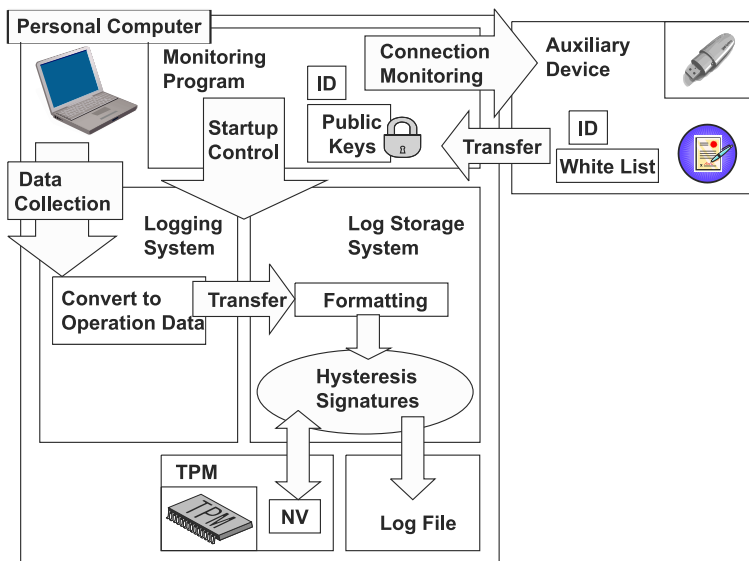 Personal Computer
Monitoring
Program
Connection
Monitoring
Auxiliary
Device
ID
Startup
Control
Public
Keys
Transfer
ID
White List
Data
Collection
Logging
System
Log Storage
System
Convert to
Operation Data
Transfer
Formatting
Hysteresis
Signatures
TPM
TPM
NV
Log File